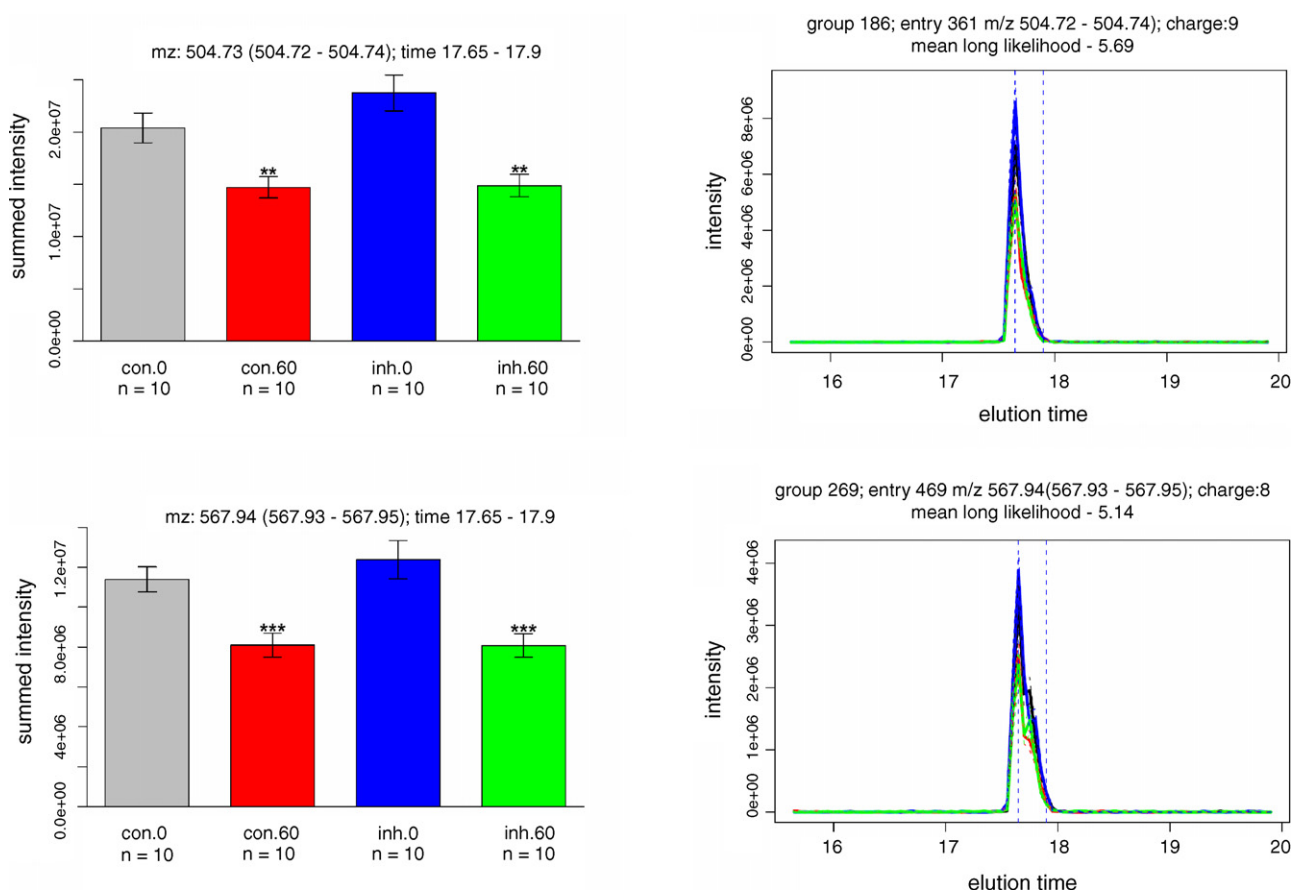 mz: 504.73 (504.72 - 504.74); time 17.65 - 17.9
summed intensity
2.0e+07
1.0e+07
0.0e+00
**
**
con.0
con.60
inh.0
inh.60
n = 10
n = 10
n = 10
n = 10
group 186; entry 361 m/z 504.72 - 504.74); charge:9
mean long likelihood - 5.69
intensity
8e+06
6e+06
4e+06
2e+06
0e+00
16
17
18
19
20
elution time
mz: 567.94 (567.93 - 567.95); time 17.65 - 17.9
summed intensity
1.2e+07
8.0e+06
4e+06
0.0e+00
***
***
con.0
con.60
inh.0
inh.60
n = 10
n = 10
n = 10
n = 10
group 269; entry 469 m/z 567.94(567.93 - 567.95); charge:8
mean long likelihood - 5.14
intensity
4e+06
3e+06
2e+06
1e+06
0e+00
16
17
18
19
20
elution time